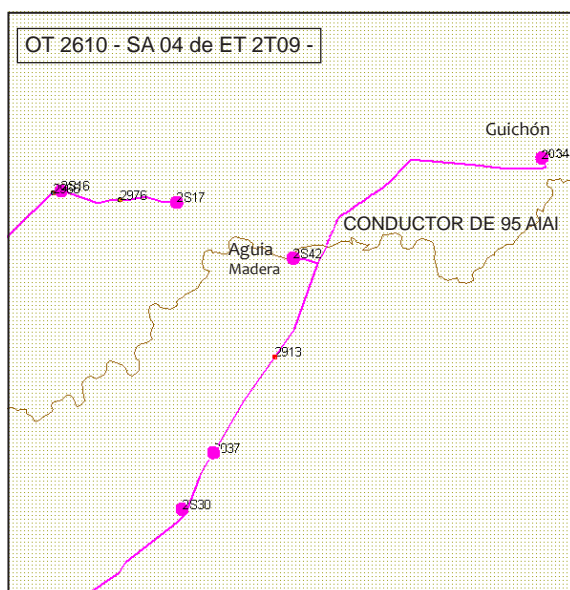 OT 2610 - SA 04 de ET 2T09 -
Guichón
2034
2S16
2976
2S17
CONDUCTOR DE 95 AlAl
Aguia
Madera
2S42
2913
2037
2S30